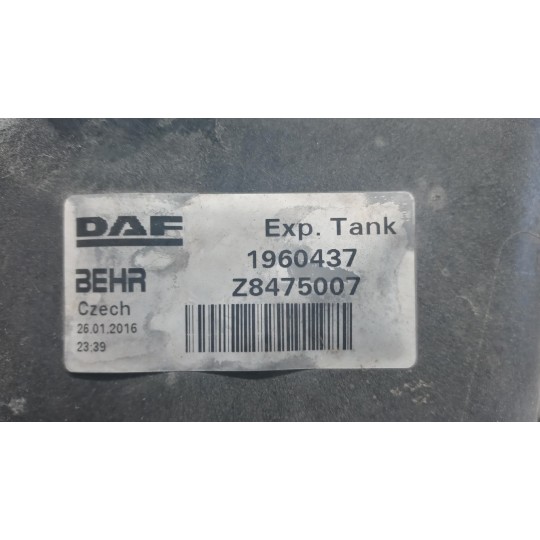 DAF
Exp. Tank
1960437
BEHR
Z8475007
Czech
26.01.2016
23:39